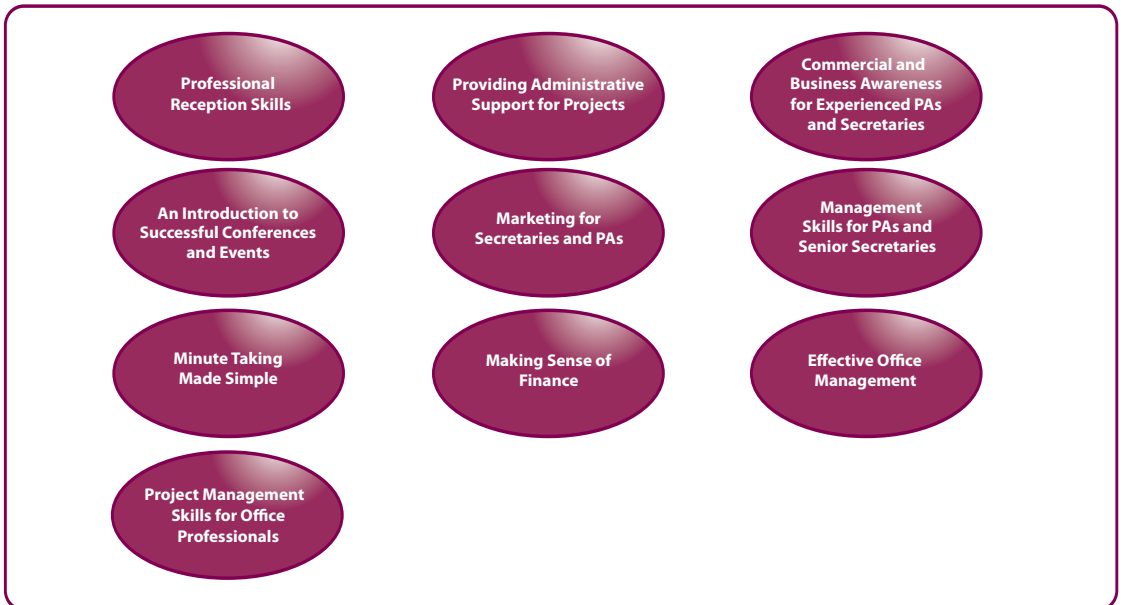 Professional
Reception Skills
Providing Administrative
Support for Projects
Commercial and
Business Awareness
for Experienced PAs
and Secretaries
An Introduction to
Successful Conferences
and Events
Marketing for
Secretaries and PAs
Management
Skills for PAs and
Senior Secretaries
Minute Taking
Made Simple
Making Sense of
Finance
Effective Office
Management
Project Management
Skills for Office
Professionals